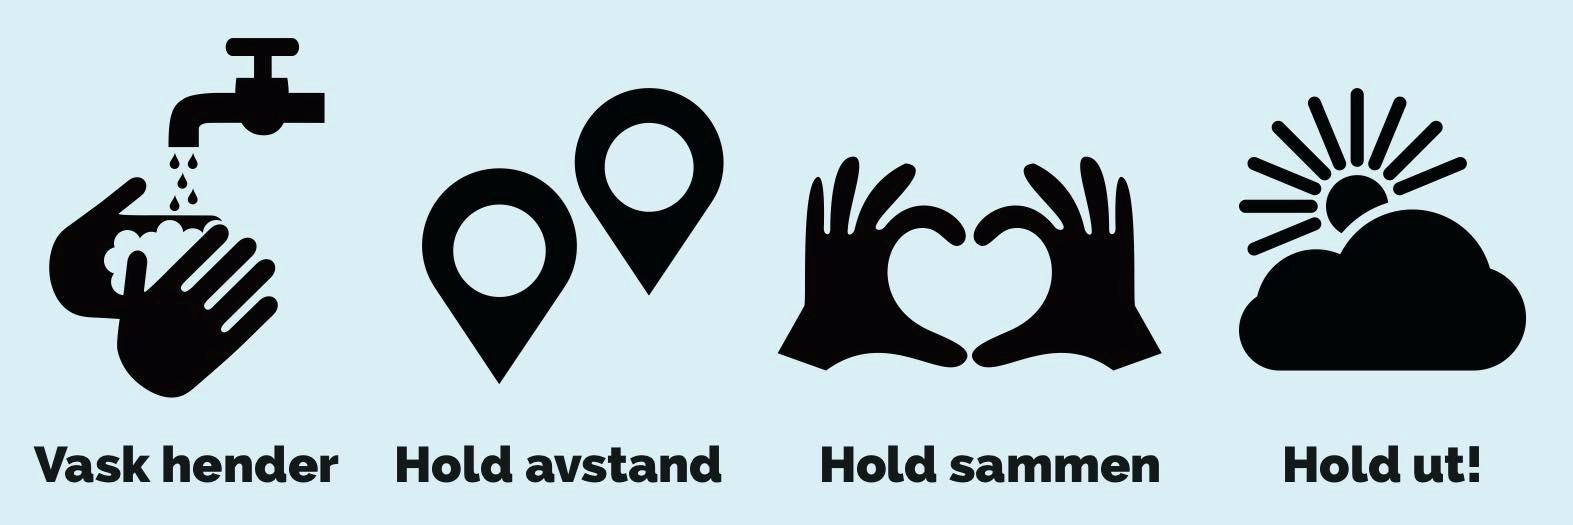 Vask hender
Hold avstand
Hold sammen
Hold ut!